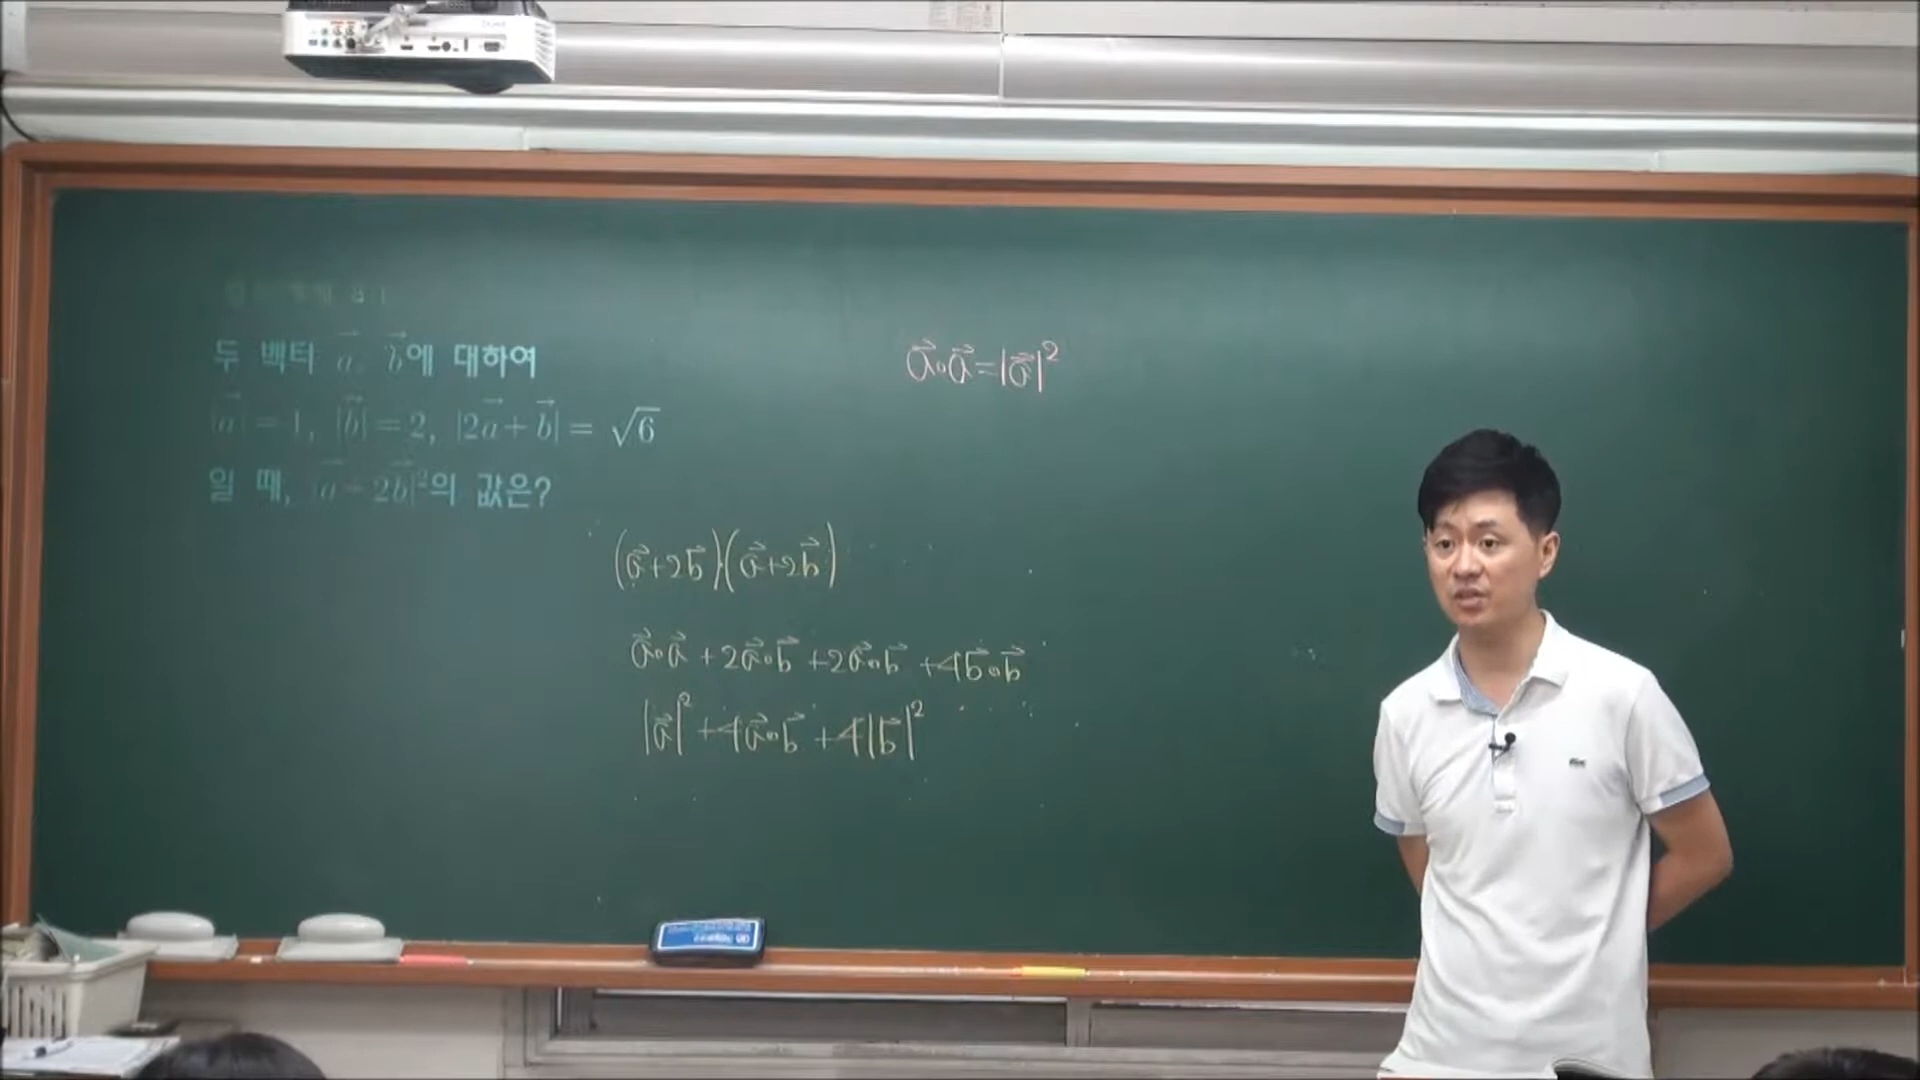 두 백터 a⃗, b⃗에 대하여
|a⃗| = 1, |b⃗| = 2, |2a⃗ + b⃗| = √6
일 때, |a⃗ - 2b⃗|²의 값은?
a⃗∘a⃗=|a⃗|²
(a⃗+2b⃗)·(a⃗+2b⃗)
a⃗∘a⃗ +2a⃗∘b⃗ +2a⃗∘b⃗ +4b⃗∘b⃗
|a⃗|² +4a⃗∘b⃗ +4|b⃗|²